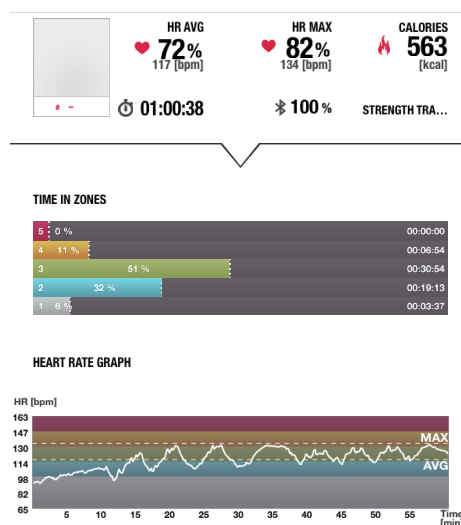 HR AVG
72%
117 [bpm]
HR MAX
82%
134 [bpm]
CALORIES
563
[kcal]
# -
01:00:38
100 %
STRENGTH TRA...
TIME IN ZONES
5 0 % 00:00:00
4 11 % 00:06:54
3 51 % 00:30:54
2 32 % 00:19:13
1 6 % 00:03:37
HEART RATE GRAPH
HR [bpm]
163
147
130
114
98
82
65
MAX
AVG
5 10 15 20 25 30 35 40 45 50 55 Time
[min]